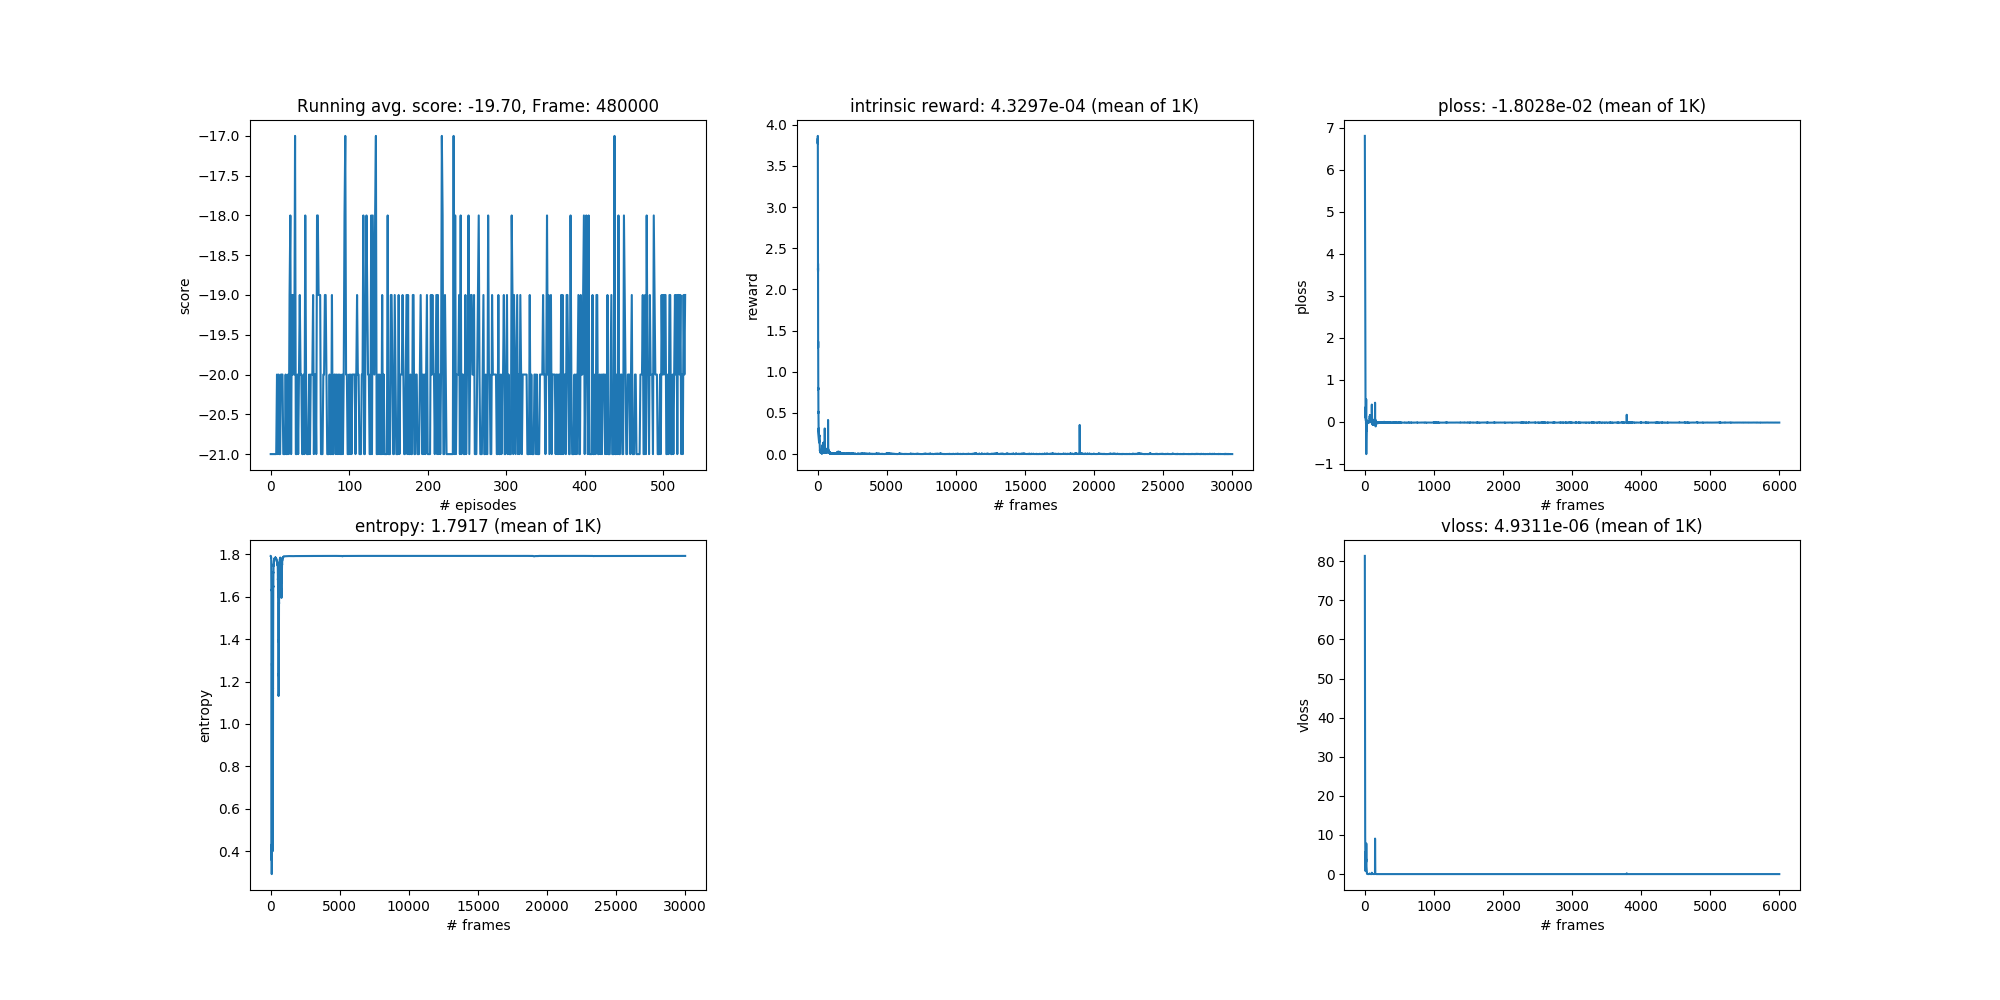 Running avg. score: -19.70, Frame: 480000
−17.0
−17.5
−18.0
−18.5
−19.0
−19.5
−20.0
−20.5
−21.0
score
0 100 200 300 400 500
# episodes
intrinsic reward: 4.3297e-04 (mean of 1K)
4.0
3.5
3.0
2.5
2.0
1.5
1.0
0.5
0.0
reward
0 5000 10000 15000 20000 25000 30000
# frames
ploss: -1.8028e-02 (mean of 1K)
7
6
5
4
3
2
1
0
−1
ploss
0 1000 2000 3000 4000 5000 6000
# frames
entropy: 1.7917 (mean of 1K)
1.8
1.6
1.4
1.2
1.0
0.8
0.6
0.4
entropy
0 5000 10000 15000 20000 25000 30000
# frames
vloss: 4.9311e-06 (mean of 1K)
80
70
60
50
40
30
20
10
0
vloss
0 1000 2000 3000 4000 5000 6000
# frames